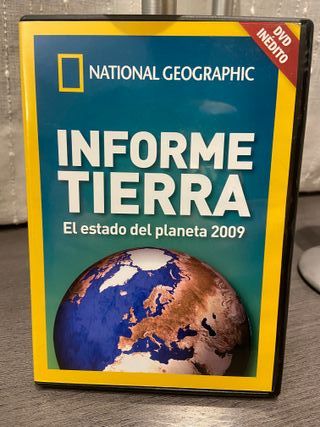 DVD
INÉDITO
NATIONAL GEOGRAPHIC
INFORME
TIERRA
El estado del planeta 2009